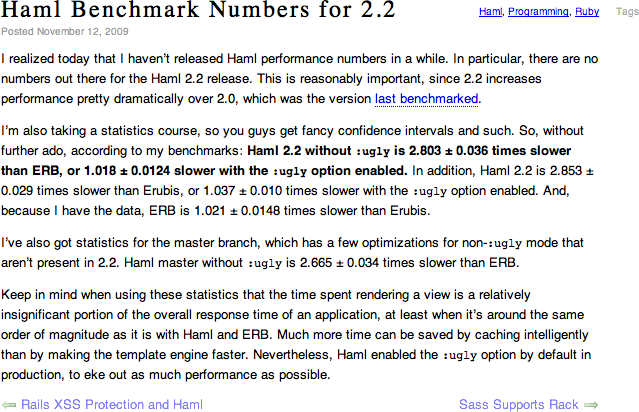 Haml Benchmark Numbers for 2.2
Haml, Programming, Ruby Tags
Posted November 12, 2009
I realized today that I haven't released Haml performance numbers in a while. In particular, there are no
numbers out there for the Haml 2.2 release. This is reasonably important, since 2.2 increases
performance pretty dramatically over 2.0, which was the version last benchmarked.
I'm also taking a statistics course, so you guys get fancy confidence intervals and such. So, without
further ado, according to my benchmarks: Haml 2.2 without :ugly is 2.803 ± 0.036 times slower
than ERB, or 1.018 ± 0.0124 slower with the :ugly option enabled. In addition, Haml 2.2 is 2.853 ±
0.029 times slower than Erubis, or 1.037 ± 0.010 times slower with the :ugly option enabled. And,
because I have the data, ERB is 1.021 ± 0.0148 times slower than Erubis.
I've also got statistics for the master branch, which has a few optimizations for non-:ugly mode that
aren't present in 2.2. Haml master without :ugly is 2.665 ± 0.034 times slower than ERB.
Keep in mind when using these statistics that the time spent rendering a view is a relatively
insignificant portion of the overall response time of an application, at least when it's around the same
order of magnitude as it is with Haml and ERB. Much more time can be saved by caching intelligently
than by making the template engine faster. Nevertheless, Haml enabled the :ugly option by default in
production, to eke out as much performance as possible.
⇐ Rails XSS Protection and Haml Sass Supports Rack ⇒